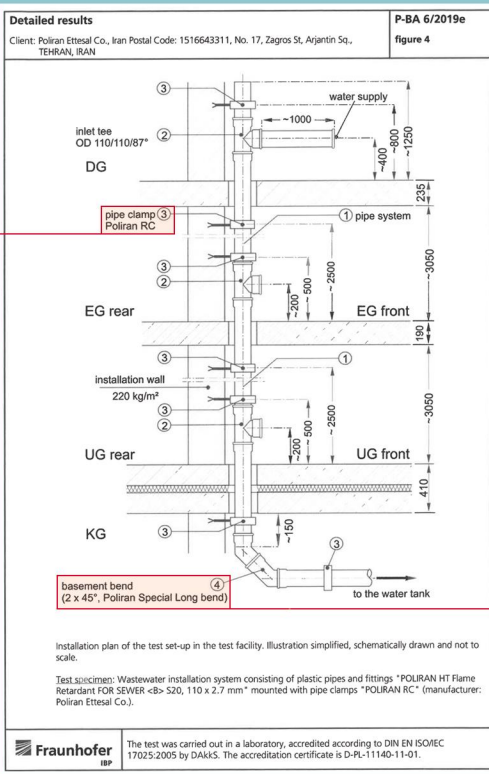 Detailed results
P-BA 6/2019e
Client: Poliran Ettesal Co., Iran Postal Code: 1516643311, No. 17, Zagros St, Arjantin Sq.,
TEHRAN, IRAN
figure 4
3
water supply
~1000
inlet tee
OD 110/110/87°
2
~400
~800
~1250
DG
235
pipe clamp 3
Poliran RC
1 pipe system
3
2
~200
~500
~2500
~3050
EG rear
EG front
190
3
1
installation wall
220 kg/m²
3
2
~200
~500
~2500
~3050
UG rear
UG front
410
KG
3
~150
3
basement bend 4
(2 x 45°, Poliran Special Long bend)
to the water tank
Installation plan of the test set-up in the test facility. Illustration simplified, schematically drawn and not to
scale.
Test specimen: Wastewater installation system consisting of plastic pipes and fittings "POLIRAN HT Flame
Retardant FOR SEWER <B> S20, 110 x 2.7 mm" mounted with pipe clamps "POLIRAN RC" (manufacturer:
Poliran Ettesal Co.).
Fraunhofer
IBP
The test was carried out in a laboratory, accredited according to DIN EN ISO/IEC
17025:2005 by DAkkS. The accreditation certificate is D-PL-11140-11-01.